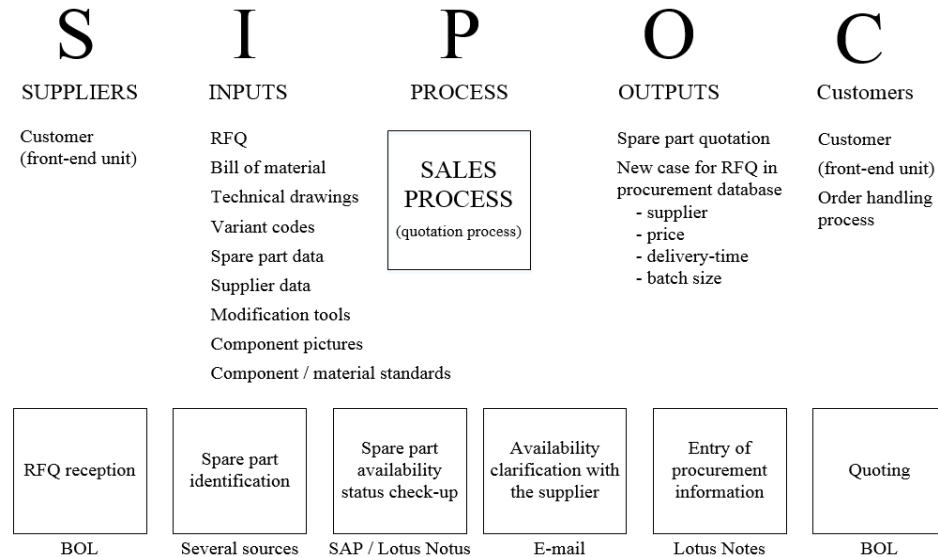 S I P O C
SUPPLIERS
Customer
(front-end unit)
INPUTS
RFQ
Bill of material
Technical drawings
Variant codes
Spare part data
Supplier data
Modification tools
Component pictures
Component / material standards
PROCESS
SALES
PROCESS
(quotation process)
OUTPUTS
Spare part quotation
New case for RFQ in
procurement database
- supplier
- price
- delivery-time
- batch size
Customers
Customer
(front-end unit)
Order handling
process
RFQ reception
BOL
Spare part
identification
Several sources
Spare part
availability
status check-up
SAP / Lotus Notus
Availability
clarification with
the supplier
E-mail
Entry of
procurement
information
Lotus Notes
Quoting
BOL